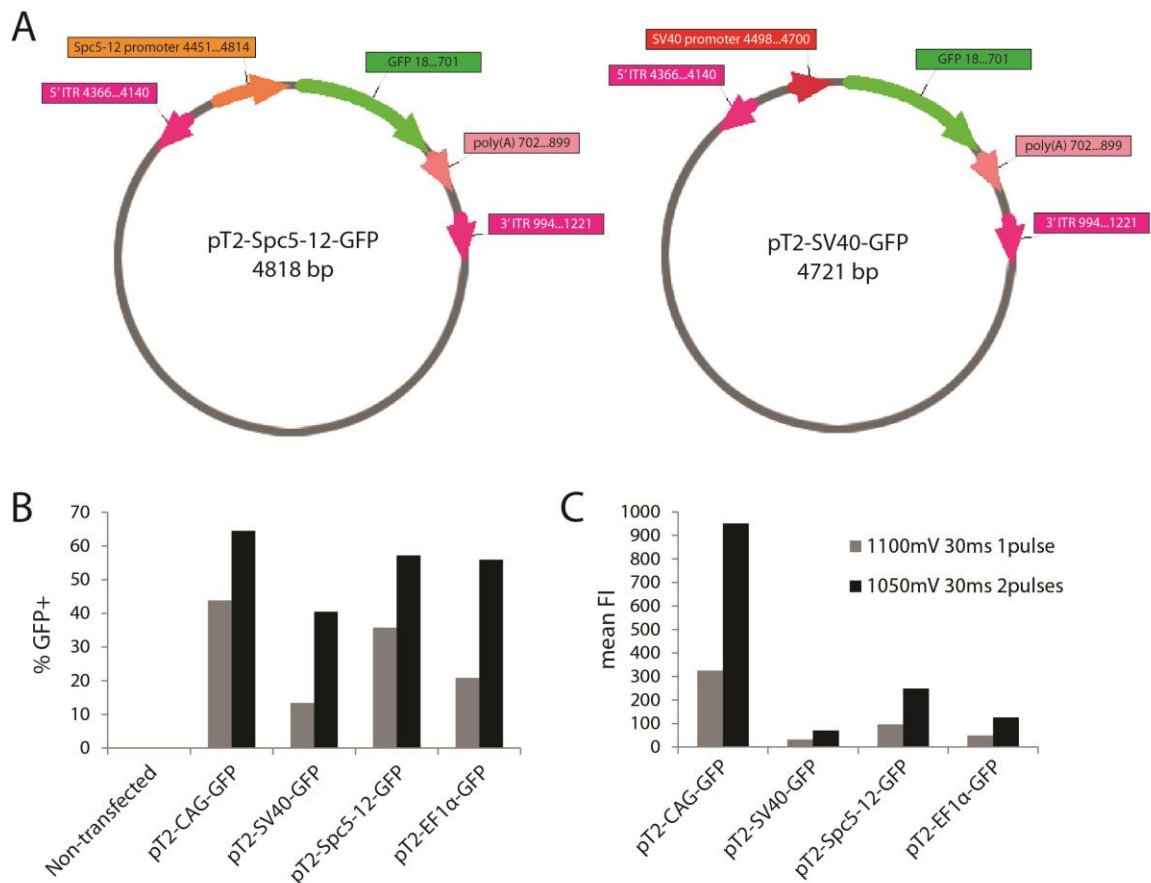 A
Spc5-12 promoter 4451...4814
GFP 18...701
5' ITR 4366...4140
poly(A) 702...899
3' ITR 994...1221
pT2-Spc5-12-GFP
4818 bp
SV40 promoter 4498...4700
GFP 18...701
5' ITR 4366...4140
poly(A) 702...899
3' ITR 994...1221
pT2-SV40-GFP
4721 bp
B
% GFP+
70
60
50
40
30
20
10
0
Non-transfected
pT2-CAG-GFP
pT2-SV40-GFP
pT2-Spc5-12-GFP
pT2-EF1α-GFP
C
mean FI
1000
900
800
700
600
500
400
300
200
100
0
1100mV 30ms 1pulse
1050mV 30ms 2pulses
pT2-CAG-GFP
pT2-SV40-GFP
pT2-Spc5-12-GFP
pT2-EF1α-GFP